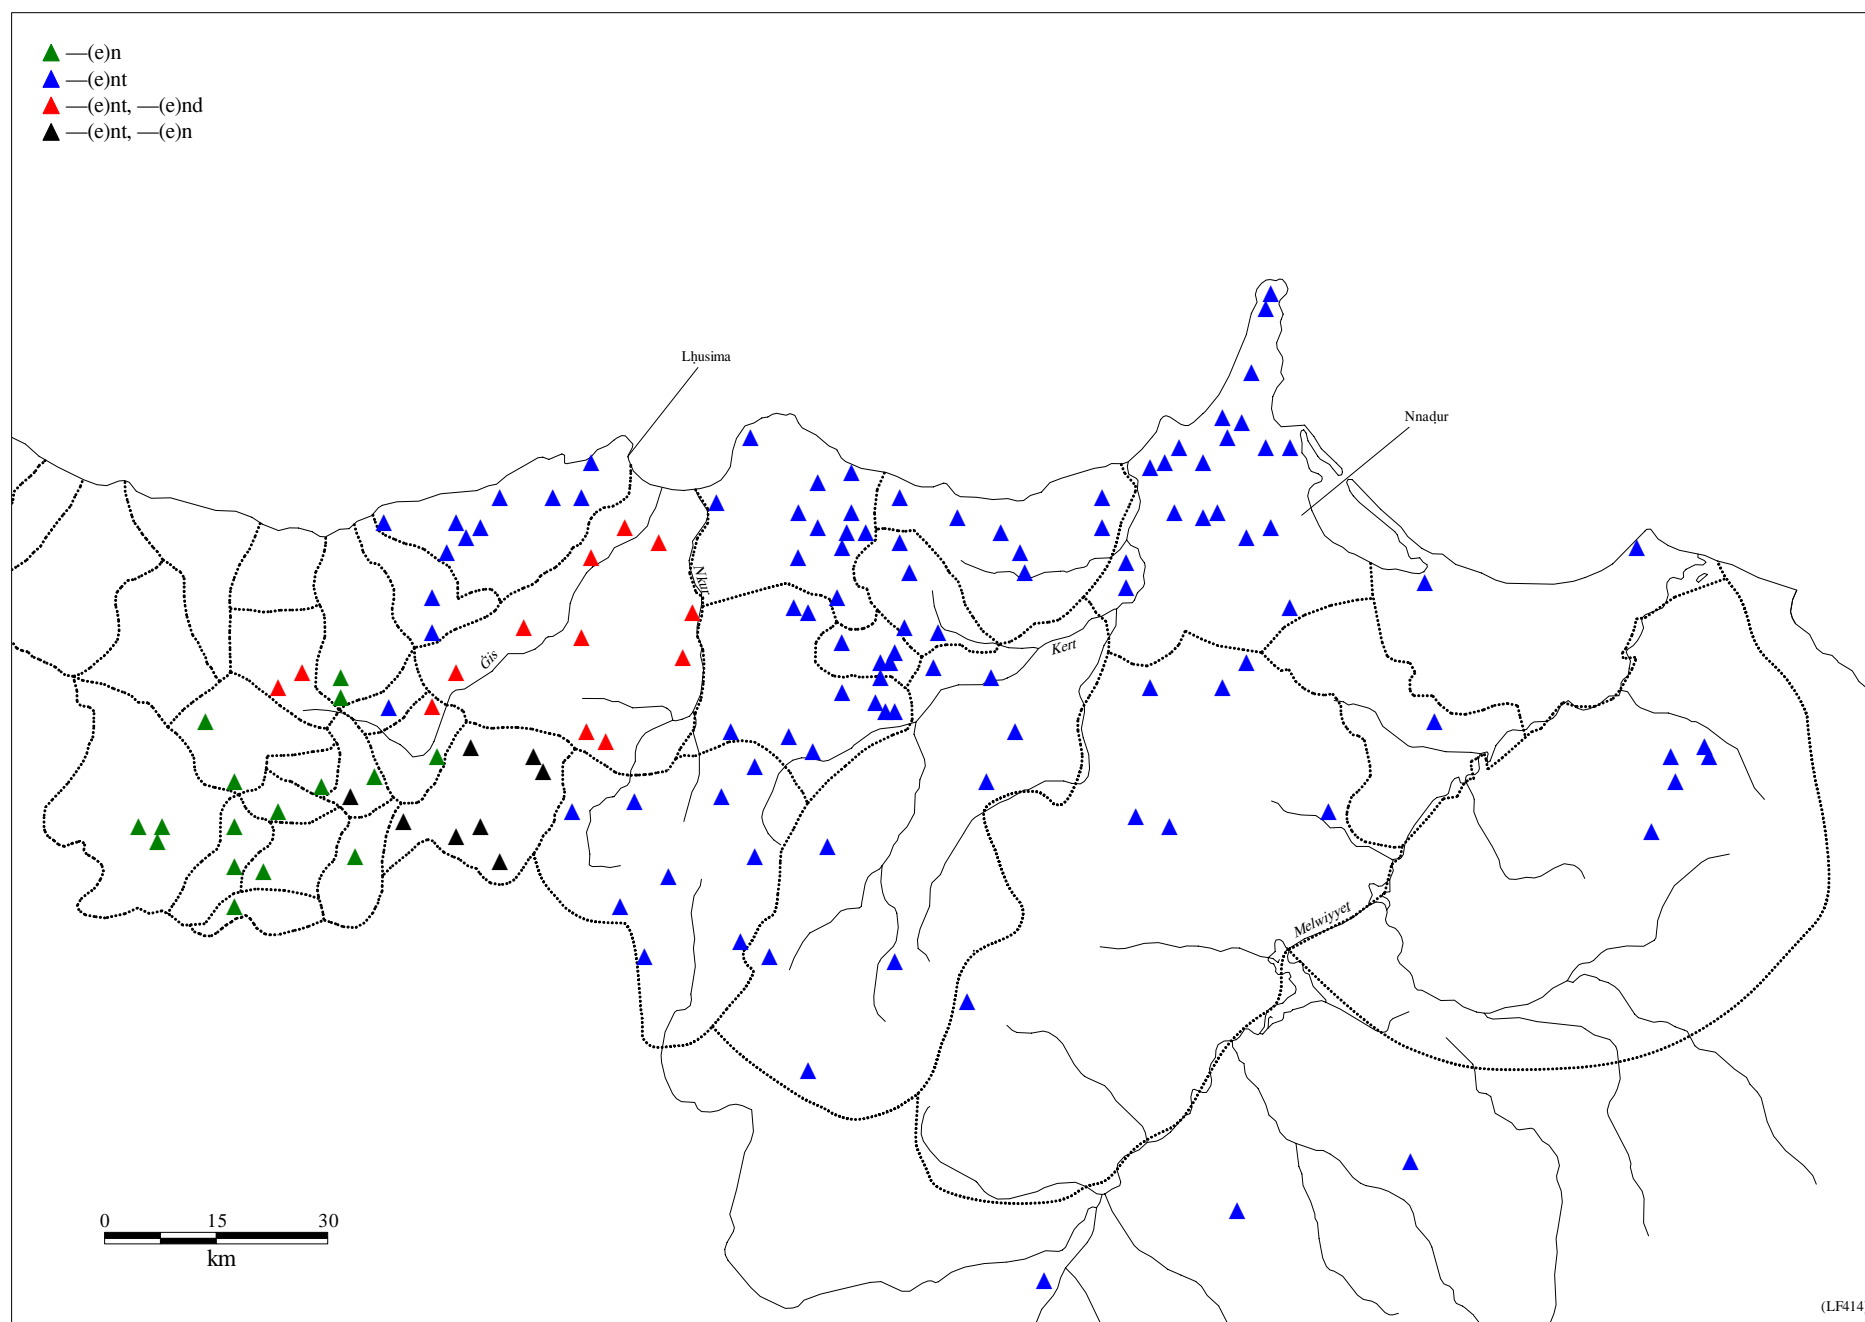 —(e)n
—(e)nt
—(e)nt, —(e)nd
—(e)nt, —(e)n
Lḥusima
Nnaḍur
Nkur
Kert
Ġis
Melwiyyet
0 15 30
km
(LF414)